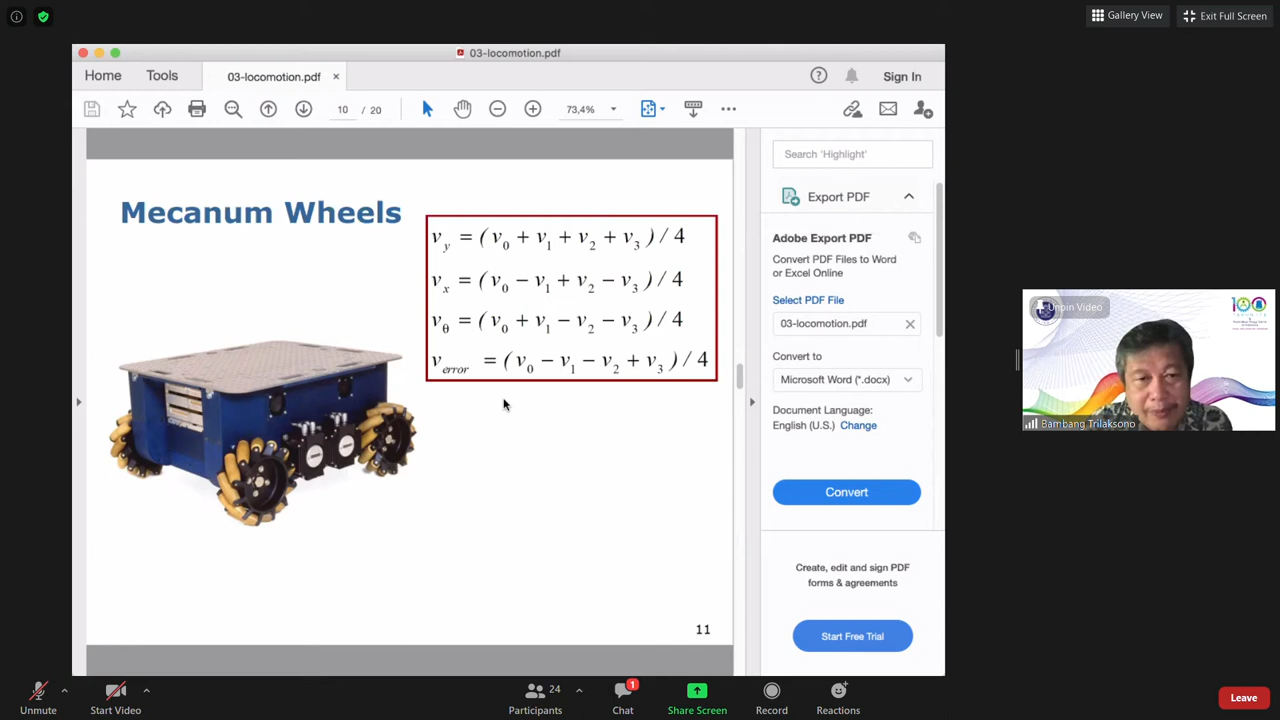 Gallery View
Exit Full Screen
03-locomotion.pdf
Home
Tools
03-locomotion.pdf
×
?
Sign In
10 / 20
73,4%
Mecanum Wheels
v_y = ( v_0 + v_1 + v_2 + v_3 ) / 4
v_x = ( v_0 − v_1 + v_2 − v_3 ) / 4
v_θ = ( v_0 + v_1 − v_2 − v_3 ) / 4
v_error = ( v_0 − v_1 − v_2 + v_3 ) / 4
11
Search 'Highlight'
Export PDF
Adobe Export PDF
Convert PDF Files to Word
or Excel Online
Select PDF File
03-locomotion.pdf
Convert to
Microsoft Word (*.docx)
Document Language:
English (U.S.) Change
Convert
Create, edit and sign PDF
forms & agreements
Start Free Trial
Unpin Video
100
Bambang Trilaksono
Unmute
Start Video
24
Participants
1
Chat
Share Screen
Record
Reactions
Leave